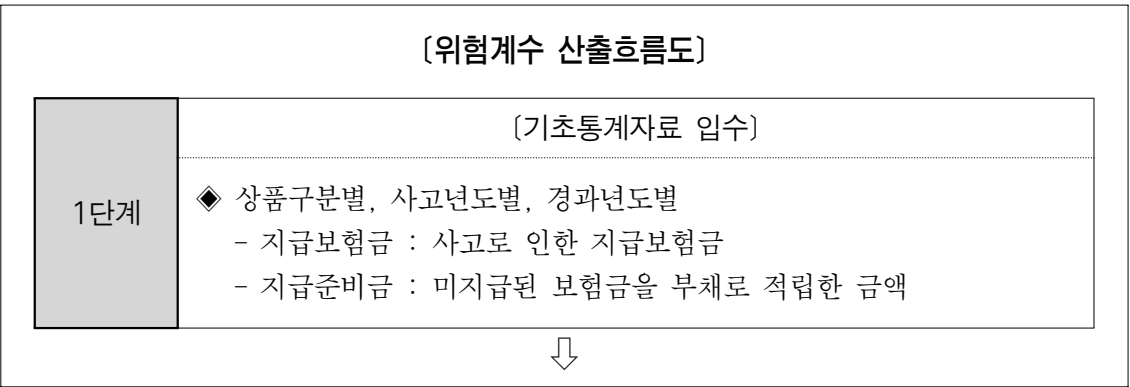 〔위험계수 산출흐름도〕
〔기초통계자료 입수〕
1단계
◈ 상품구분별, 사고년도별, 경과년도별
- 지급보험금 : 사고로 인한 지급보험금
- 지급준비금 : 미지급된 보험금을 부채로 적립한 금액
⇩